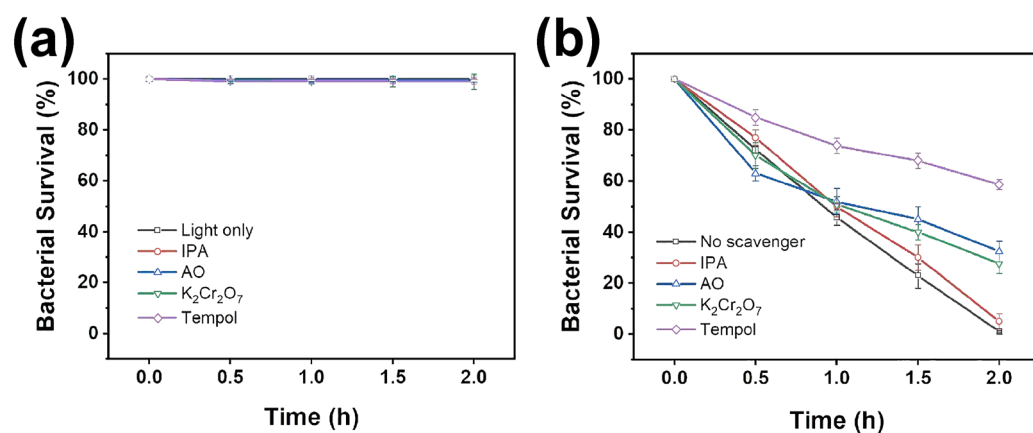 (a)
Bacterial Survival (%)
100
80
60
40
20
0
Light only
IPA
AO
K₂Cr₂O₇
Tempol
0.0 0.5 1.0 1.5 2.0
Time (h)
(b)
Bacterial Survival (%)
100
80
60
40
20
0
No scavenger
IPA
AO
K₂Cr₂O₇
Tempol
0.0 0.5 1.0 1.5 2.0
Time (h)